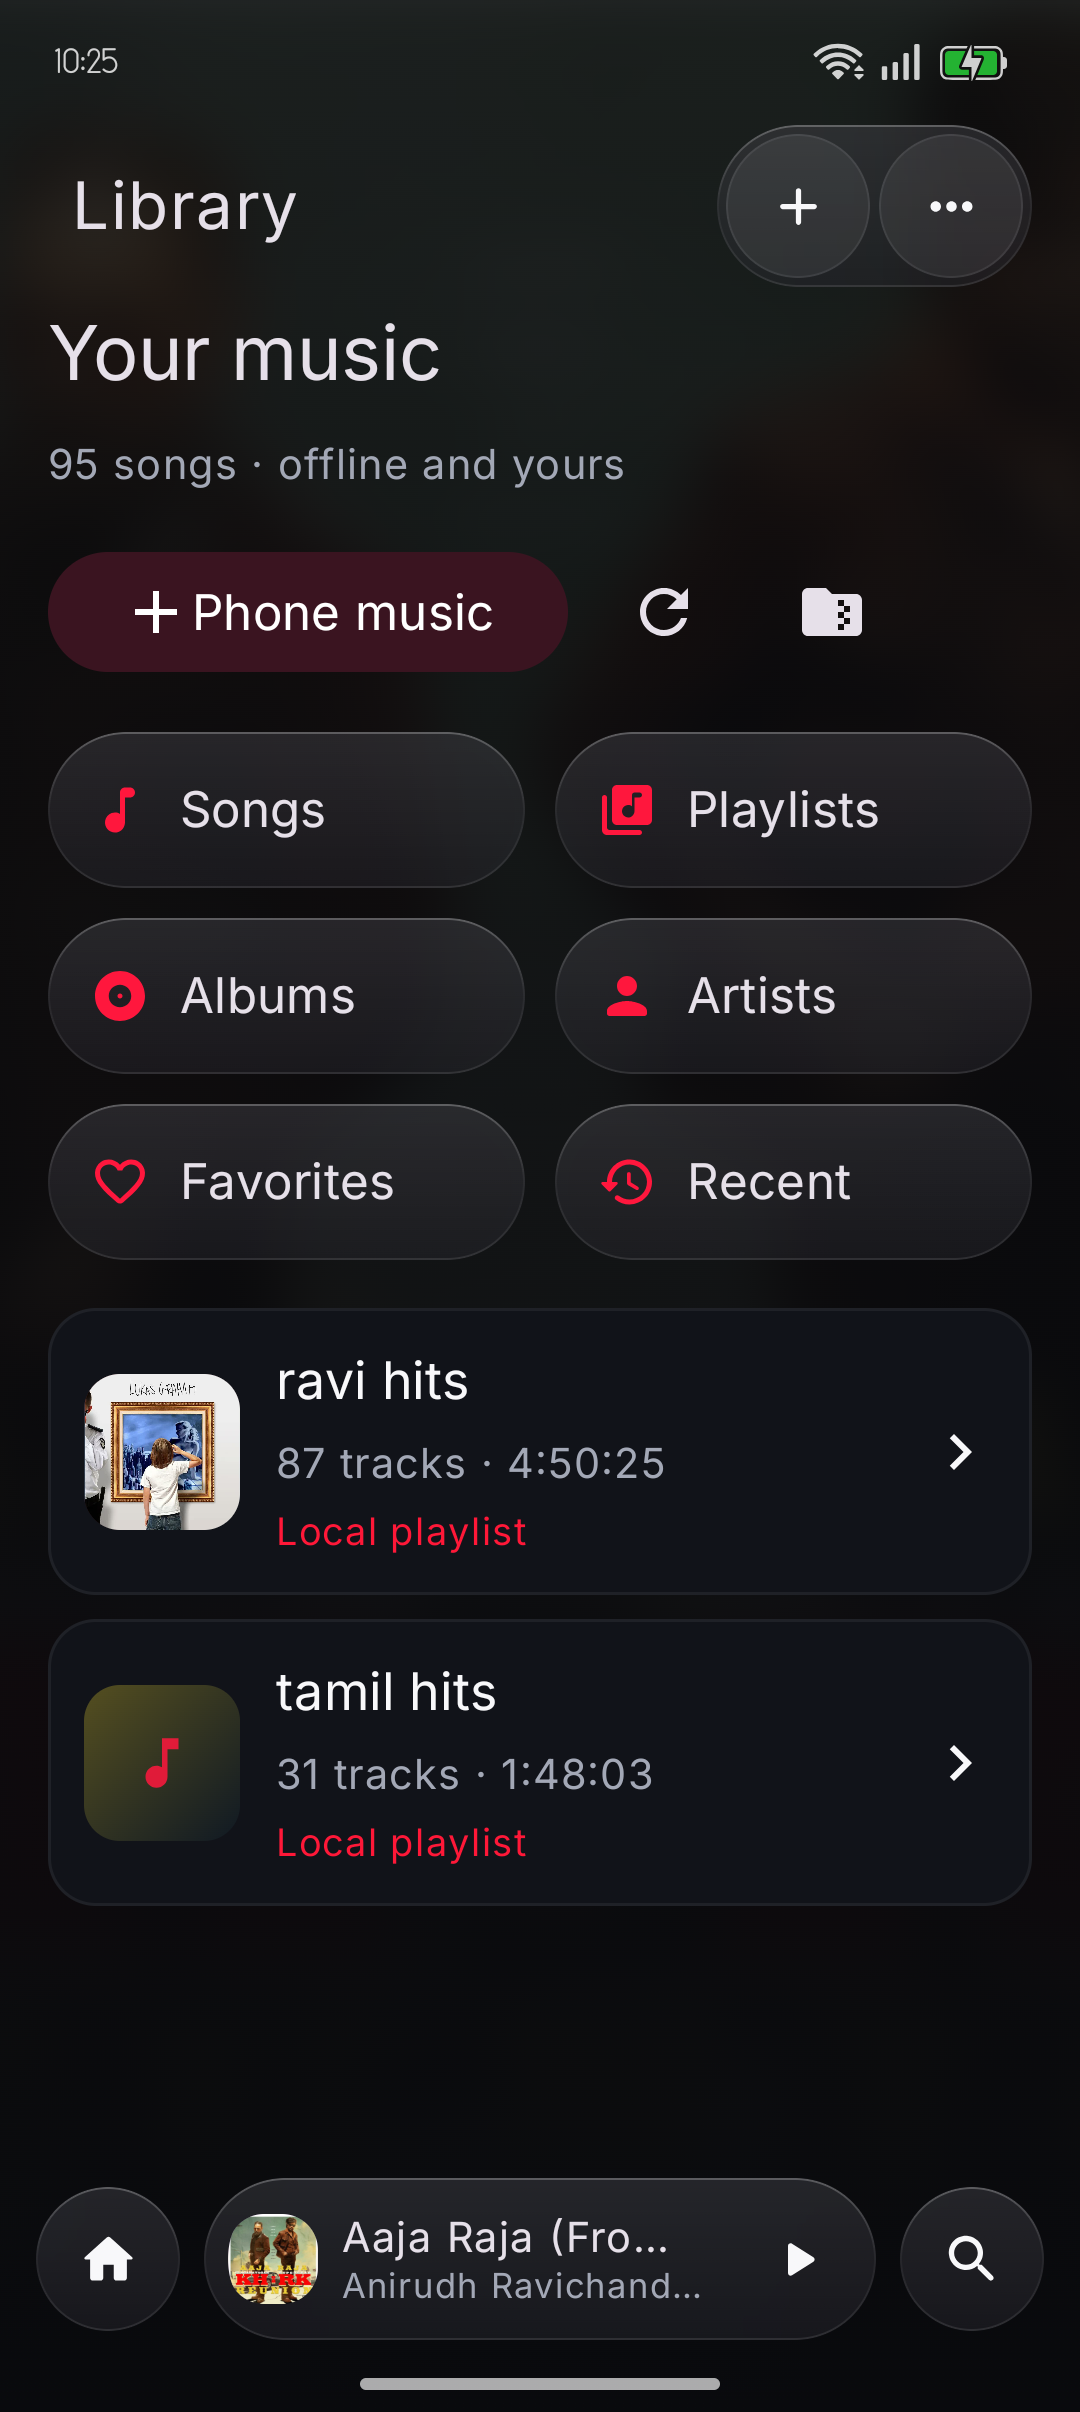 10:25
Library
Your music
95 songs · offline and yours
Phone music
Songs
Playlists
Albums
Artists
Favorites
Recent
ravi hits
87 tracks · 4:50:25
Local playlist
tamil hits
31 tracks · 1:48:03
Local playlist
Aaja Raja (Fro...
Anirudh Ravichand...